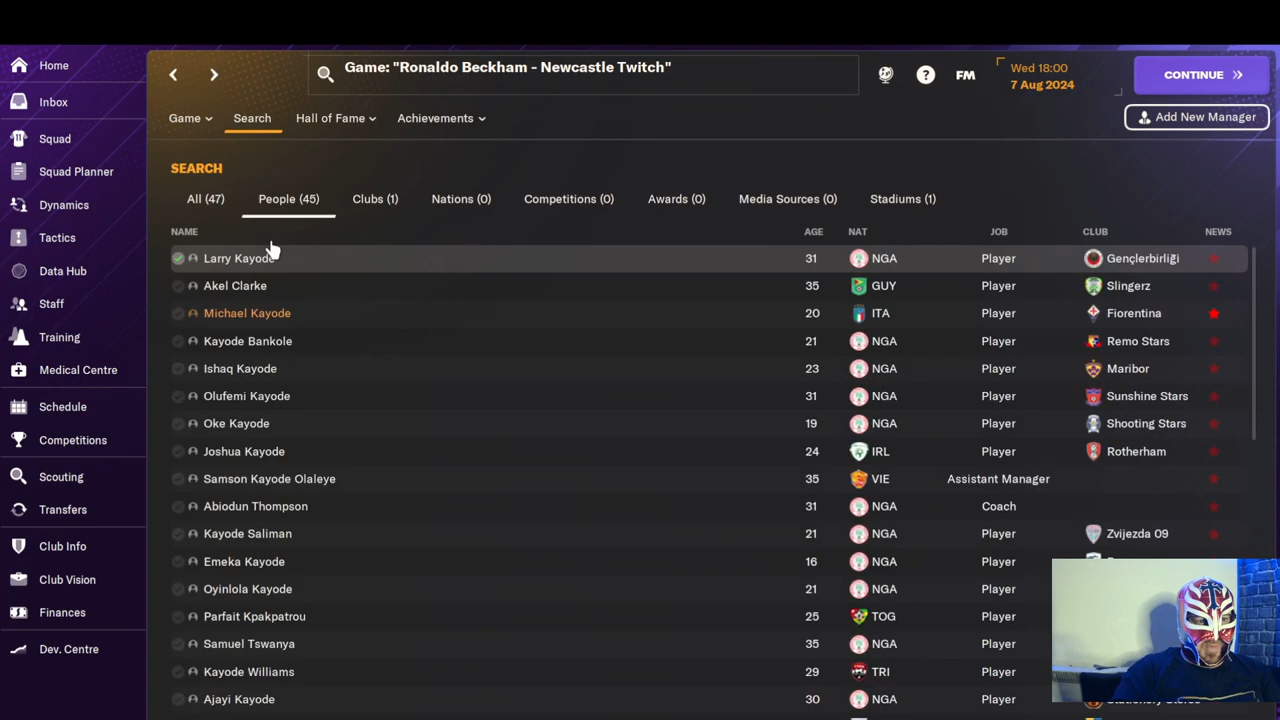 Home
Inbox
Squad
Squad Planner
Dynamics
Tactics
Data Hub
Staff
Training
Medical Centre
Schedule
Competitions
Scouting
Transfers
Club Info
Club Vision
Finances
Dev. Centre
Game: "Ronaldo Beckham - Newcastle Twitch"
? FM
Wed 18:00
7 Aug 2024
CONTINUE
Game Search Hall of Fame Achievements
Add New Manager
SEARCH
All (47) People (45) Clubs (1) Nations (0) Competitions (0) Awards (0) Media Sources (0) Stadiums (1)
NAME AGE NAT JOB CLUB NEWS
Larry Kayode 31 NGA Player Gençlerbirliği
Akel Clarke 35 GUY Player Slingerz
Michael Kayode 20 ITA Player Fiorentina
Kayode Bankole 21 NGA Player Remo Stars
Ishaq Kayode 23 NGA Player Maribor
Olufemi Kayode 31 NGA Player Sunshine Stars
Oke Kayode 19 NGA Player Shooting Stars
Joshua Kayode 24 IRL Player Rotherham
Samson Kayode Olaleye 35 VIE Assistant Manager
Abiodun Thompson 31 NGA Coach
Kayode Saliman 21 NGA Player Zvijezda 09
Emeka Kayode 16 NGA Player
Oyinlola Kayode 21 NGA Player
Parfait Kpakpatrou 25 TOG Player
Samuel Tswanya 35 NGA Player
Kayode Williams 29 TRI Player
Ajayi Kayode 30 NGA Player